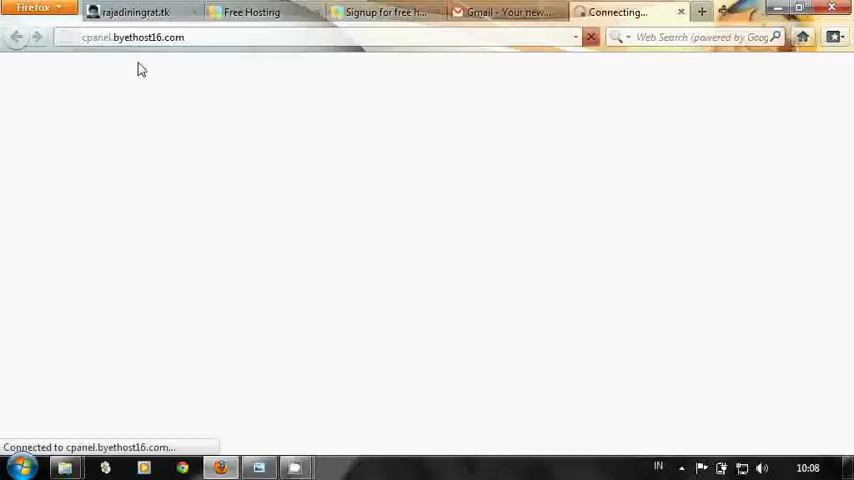 Firefox
rajadiningrat.tk
Free Hosting
Signup for free h...
Gmail - Your new...
Connecting...
cpanel.byethost16.com
Web Search (powered by Goog
Connected to cpanel.byethost16.com...
IN
10:08